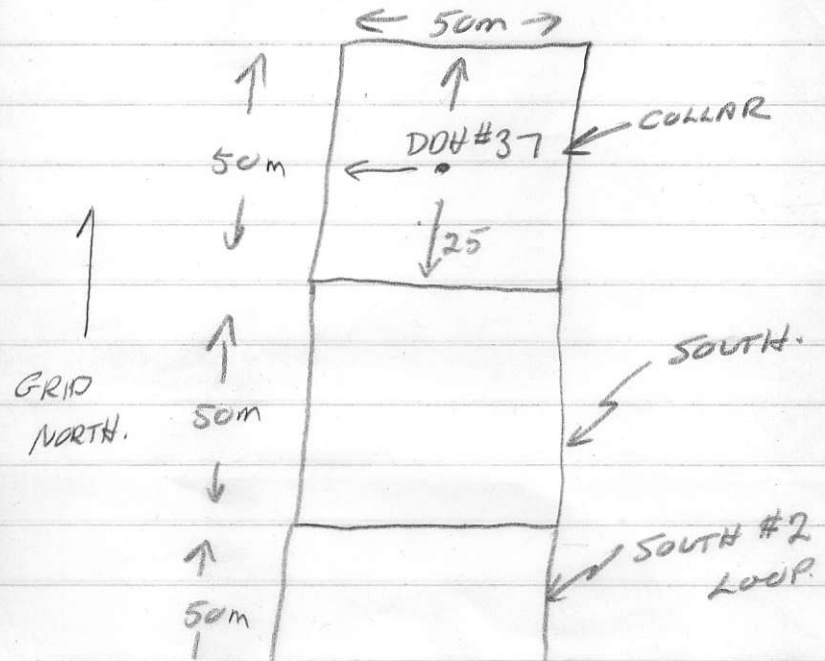 50m
COLLAR
DDH#37
50m
25
SOUTH.
GRID
NORTH.
50m
SOUTH #2
LOOP.
50m